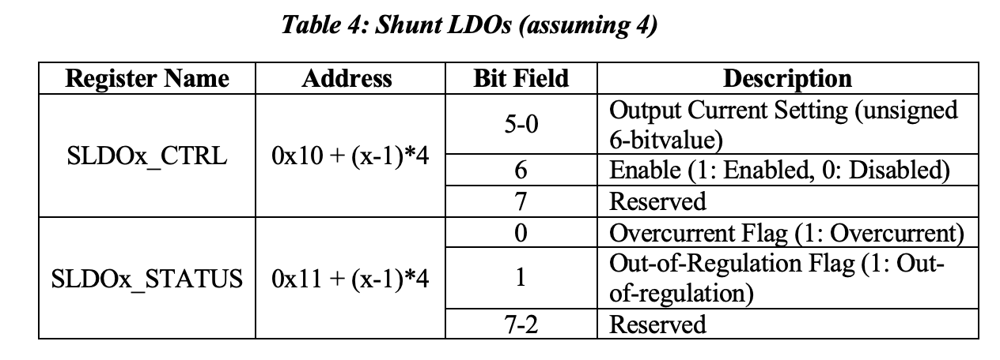 Table 4: Shunt LDOs (assuming 4)
Register Name Address Bit Field Description
SLDOx_CTRL 0x10 + (x-1)*4
5-0 Output Current Setting (unsigned
6-bitvalue)
6 Enable (1: Enabled, 0: Disabled)
7 Reserved
SLDOx_STATUS 0x11 + (x-1)*4
0 Overcurrent Flag (1: Overcurrent)
1 Out-of-Regulation Flag (1: Out-
of-regulation)
7-2 Reserved